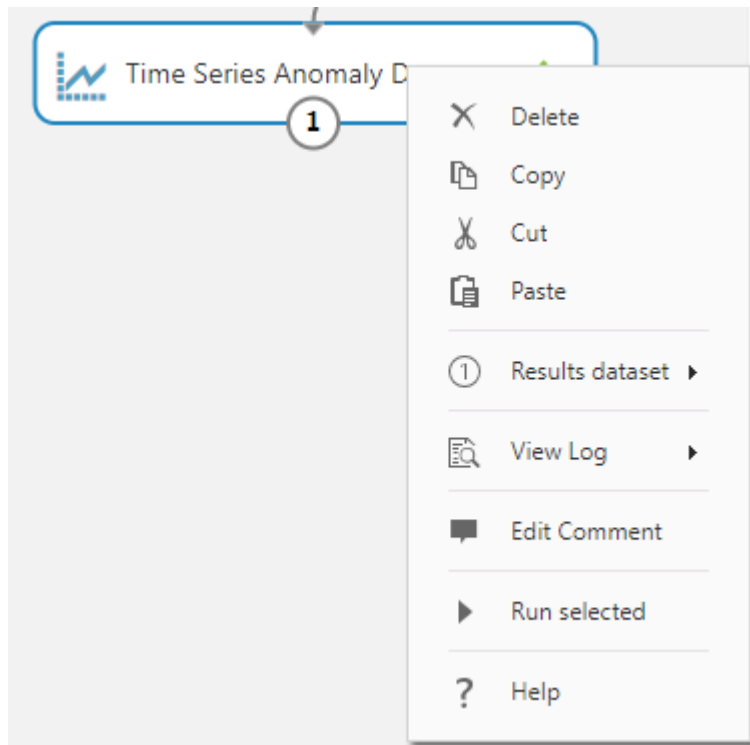 Time Series Anomaly D
1
Delete
Copy
Cut
Paste
1 Results dataset
View Log
Edit Comment
Run selected
? Help